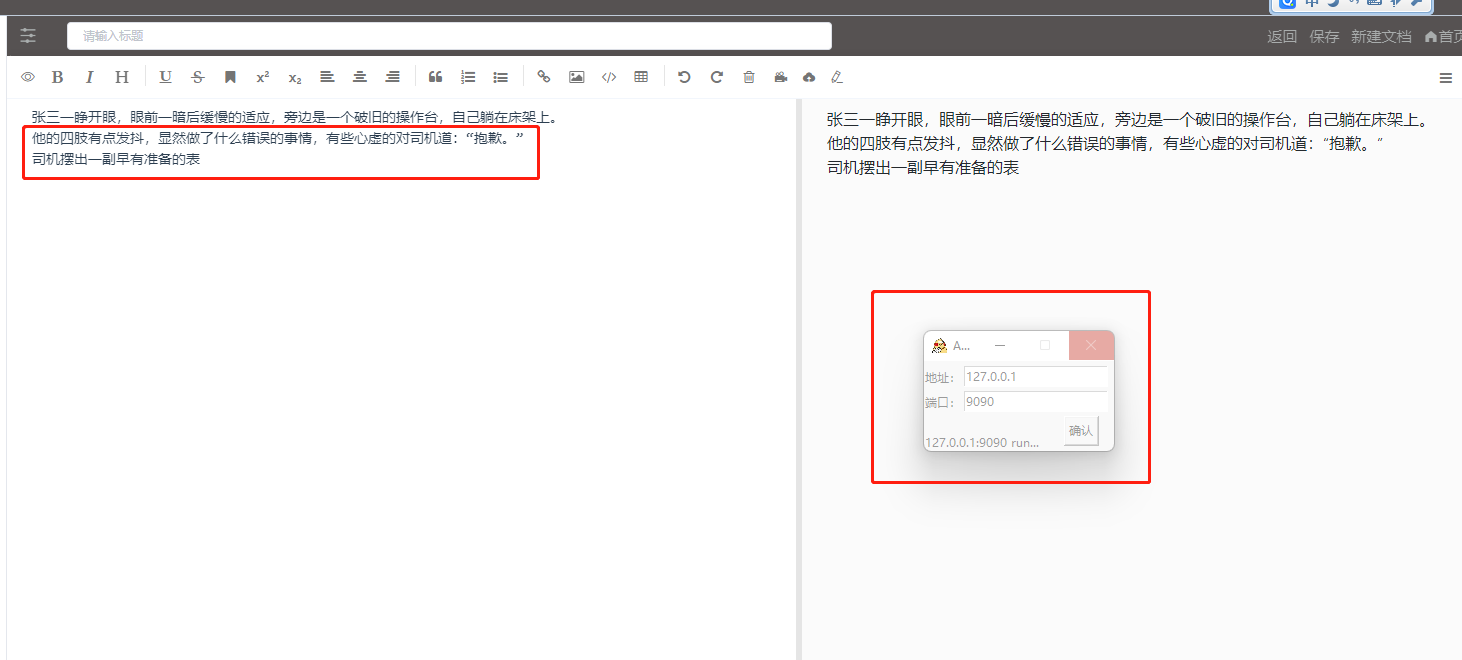 中
请输入标题
返回 保存 新建文档 首页
B I H U S x² x₂
张三一睁开眼，眼前一暗后缓慢的适应，旁边是一个破旧的操作台，自己躺在床架上。
他的四肢有点发抖，显然做了什么错误的事情，有些心虚的对司机道：“抱歉。”
司机摆出一副早有准备的表
张三一睁开眼，眼前一暗后缓慢的适应，旁边是一个破旧的操作台，自己躺在床架上。
他的四肢有点发抖，显然做了什么错误的事情，有些心虚的对司机道：“抱歉。”
司机摆出一副早有准备的表
A...
地址： 127.0.0.1
端口： 9090
确认
127.0.0.1:9090 run...